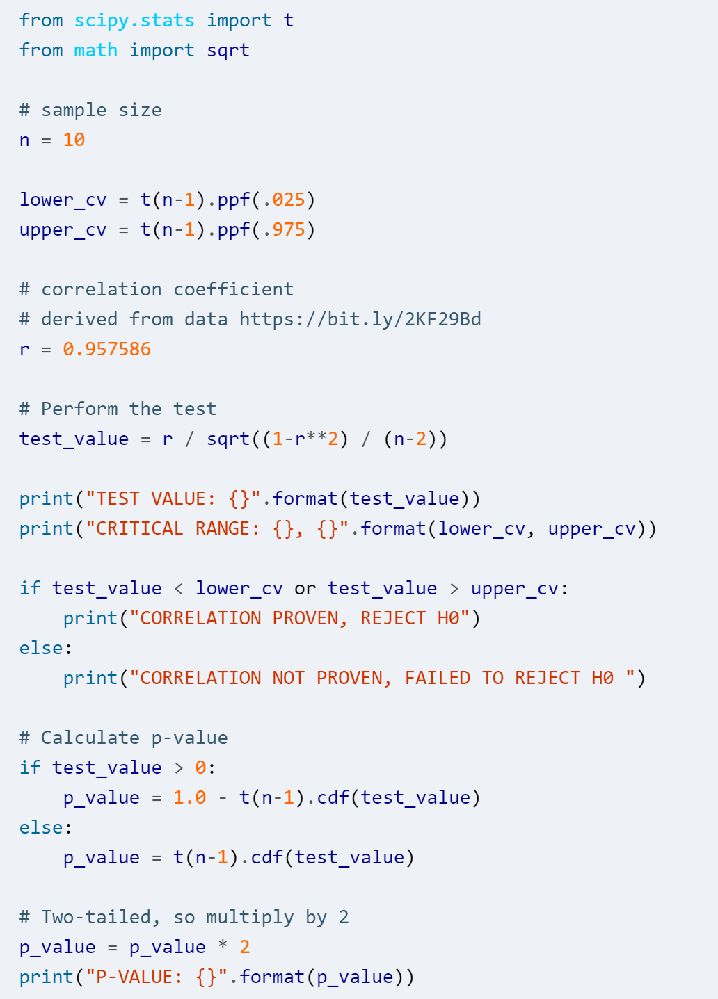 from scipy.stats import t
from math import sqrt

# sample size
n = 10

lower_cv = t(n-1).ppf(.025)
upper_cv = t(n-1).ppf(.975)

# correlation coefficient
# derived from data https://bit.ly/2KF29Bd
r = 0.957586

# Perform the test
test_value = r / sqrt((1-r**2) / (n-2))

print("TEST VALUE: {}".format(test_value))
print("CRITICAL RANGE: {}, {}".format(lower_cv, upper_cv))

if test_value < lower_cv or test_value > upper_cv:
    print("CORRELATION PROVEN, REJECT H0")
else:
    print("CORRELATION NOT PROVEN, FAILED TO REJECT H0 ")

# Calculate p-value
if test_value > 0:
    p_value = 1.0 - t(n-1).cdf(test_value)
else:
    p_value = t(n-1).cdf(test_value)

# Two-tailed, so multiply by 2
p_value = p_value * 2
print("P-VALUE: {}".format(p_value))